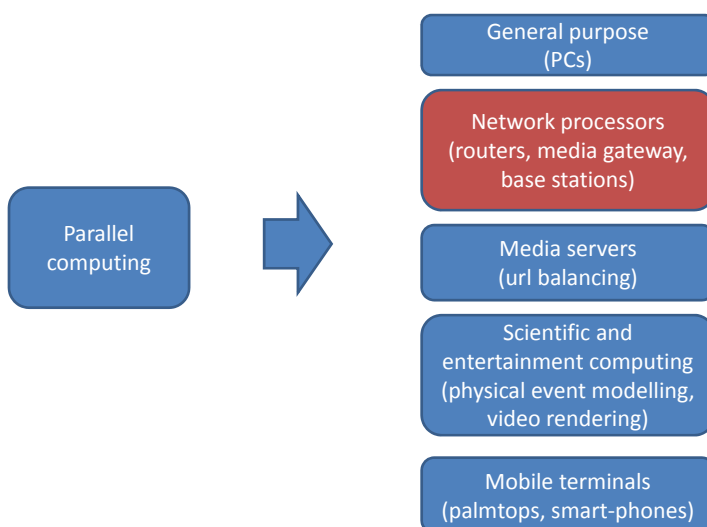 General purpose
(PCs)
Network processors
(routers, media gateway,
base stations)
Parallel
computing
Media servers
(url balancing)
Scientific and
entertainment computing
(physical event modelling,
video rendering)
Mobile terminals
(palmtops, smart-phones)